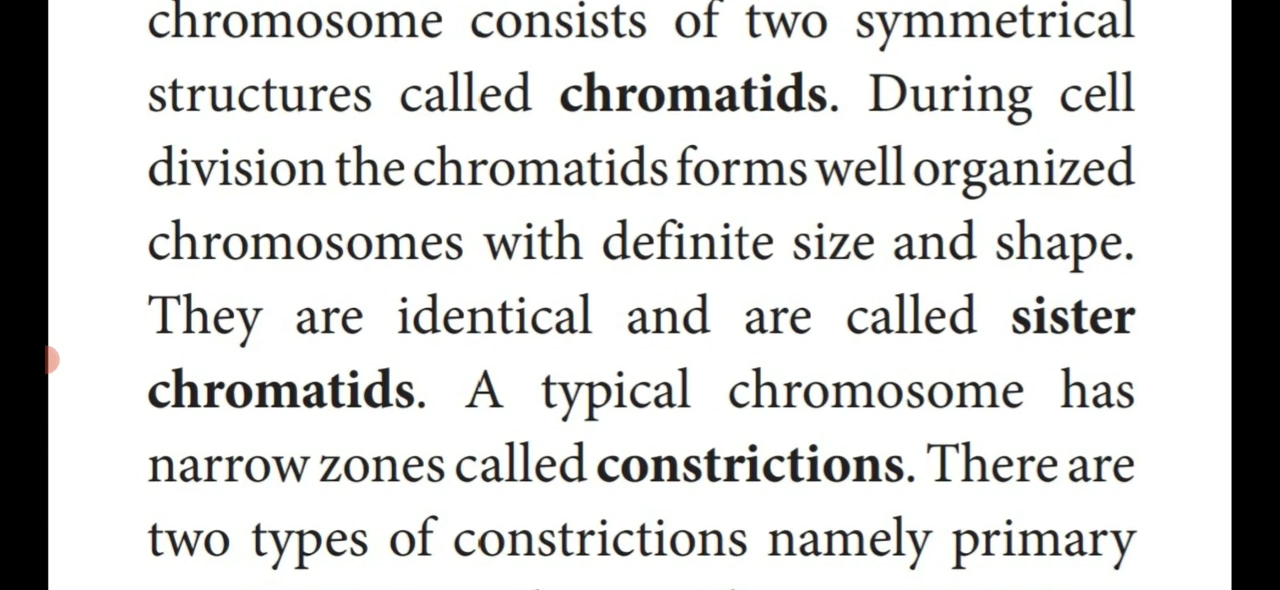 chromosome consists of two symmetrical
structures called chromatids. During cell
division the chromatids forms well organized
chromosomes with definite size and shape.
They are identical and are called sister
chromatids. A typical chromosome has
narrow zones called constrictions. There are
two types of constrictions namely primary